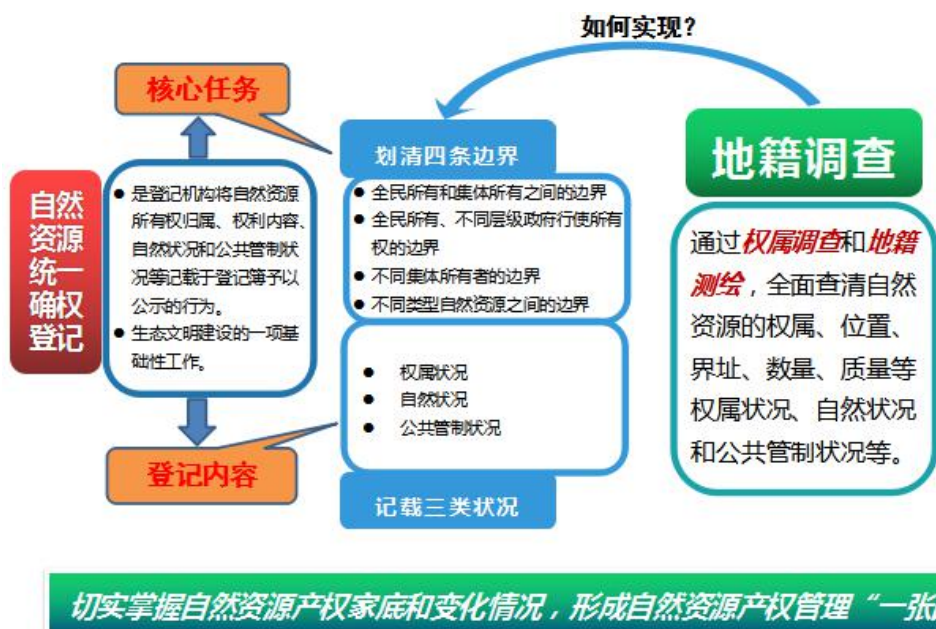 如何实现？
核心任务
划清四条边界
地籍调查
自然
资源
统一
确权
登记
● 是登记机构将自然资源
所有权归属、权利内容、
自然状况和公共管制状
况等记载于登记簿予以
公示的行为。
● 生态文明建设的一项基
础性工作。
● 全民所有和集体所有之间的边界
● 全民所有、不同层级政府行使所有
权的边界
● 不同集体所有者的边界
● 不同类型自然资源之间的边界
● 权属状况
● 自然状况
● 公共管制状况
通过权属调查和地籍
测绘，全面查清自然
资源的权属、位置、
界址、数量、质量等
权属状况、自然状况
和公共管制状况等。
登记内容
记载三类状况
切实掌握自然资源产权家底和变化情况，形成自然资源产权管理“一张